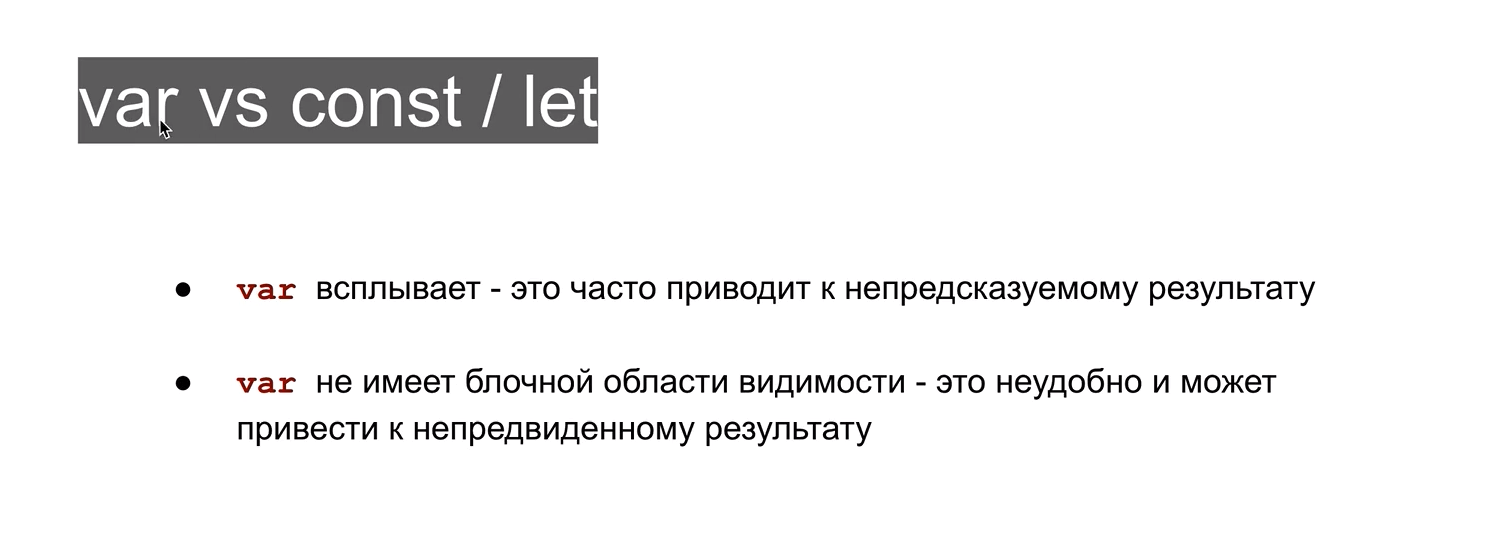 var vs const / let
● var всплывает - это часто приводит к непредсказуемому результату
● var не имеет блочной области видимости - это неудобно и может
привести к непредвиденному результату